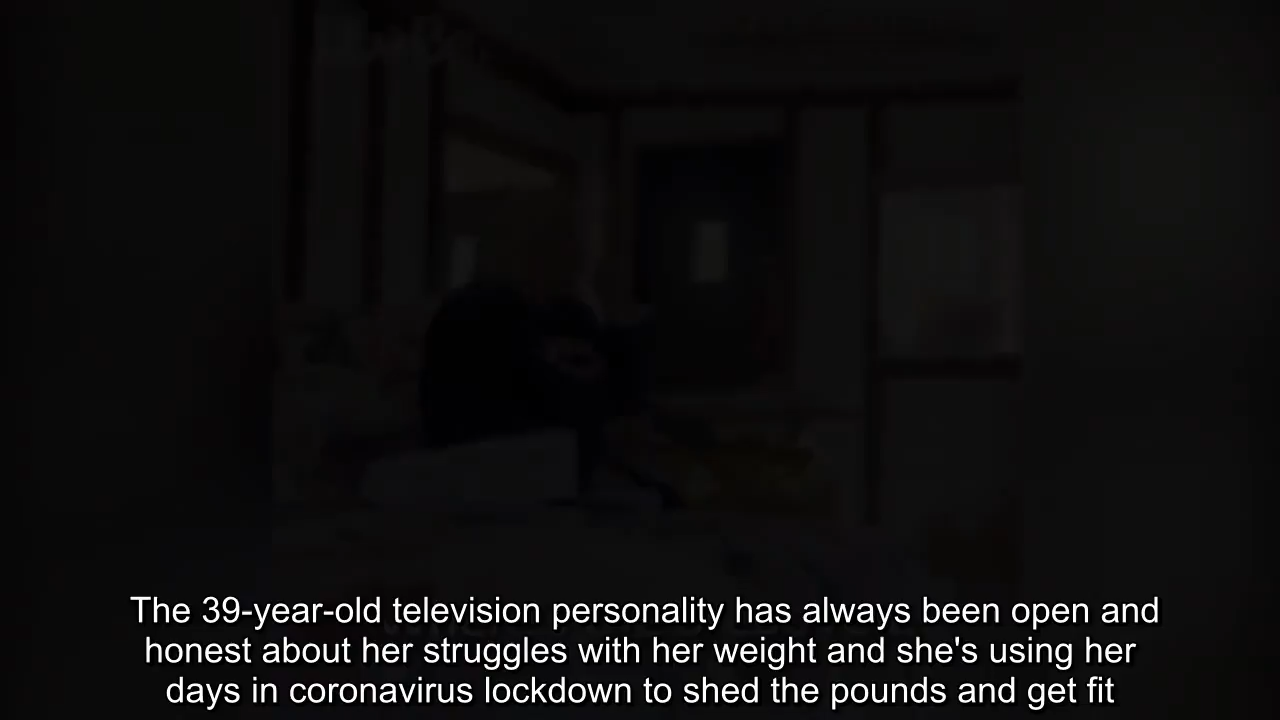 The 39-year-old television personality has always been open and
honest about her struggles with her weight and she's using her
days in coronavirus lockdown to shed the pounds and get fit